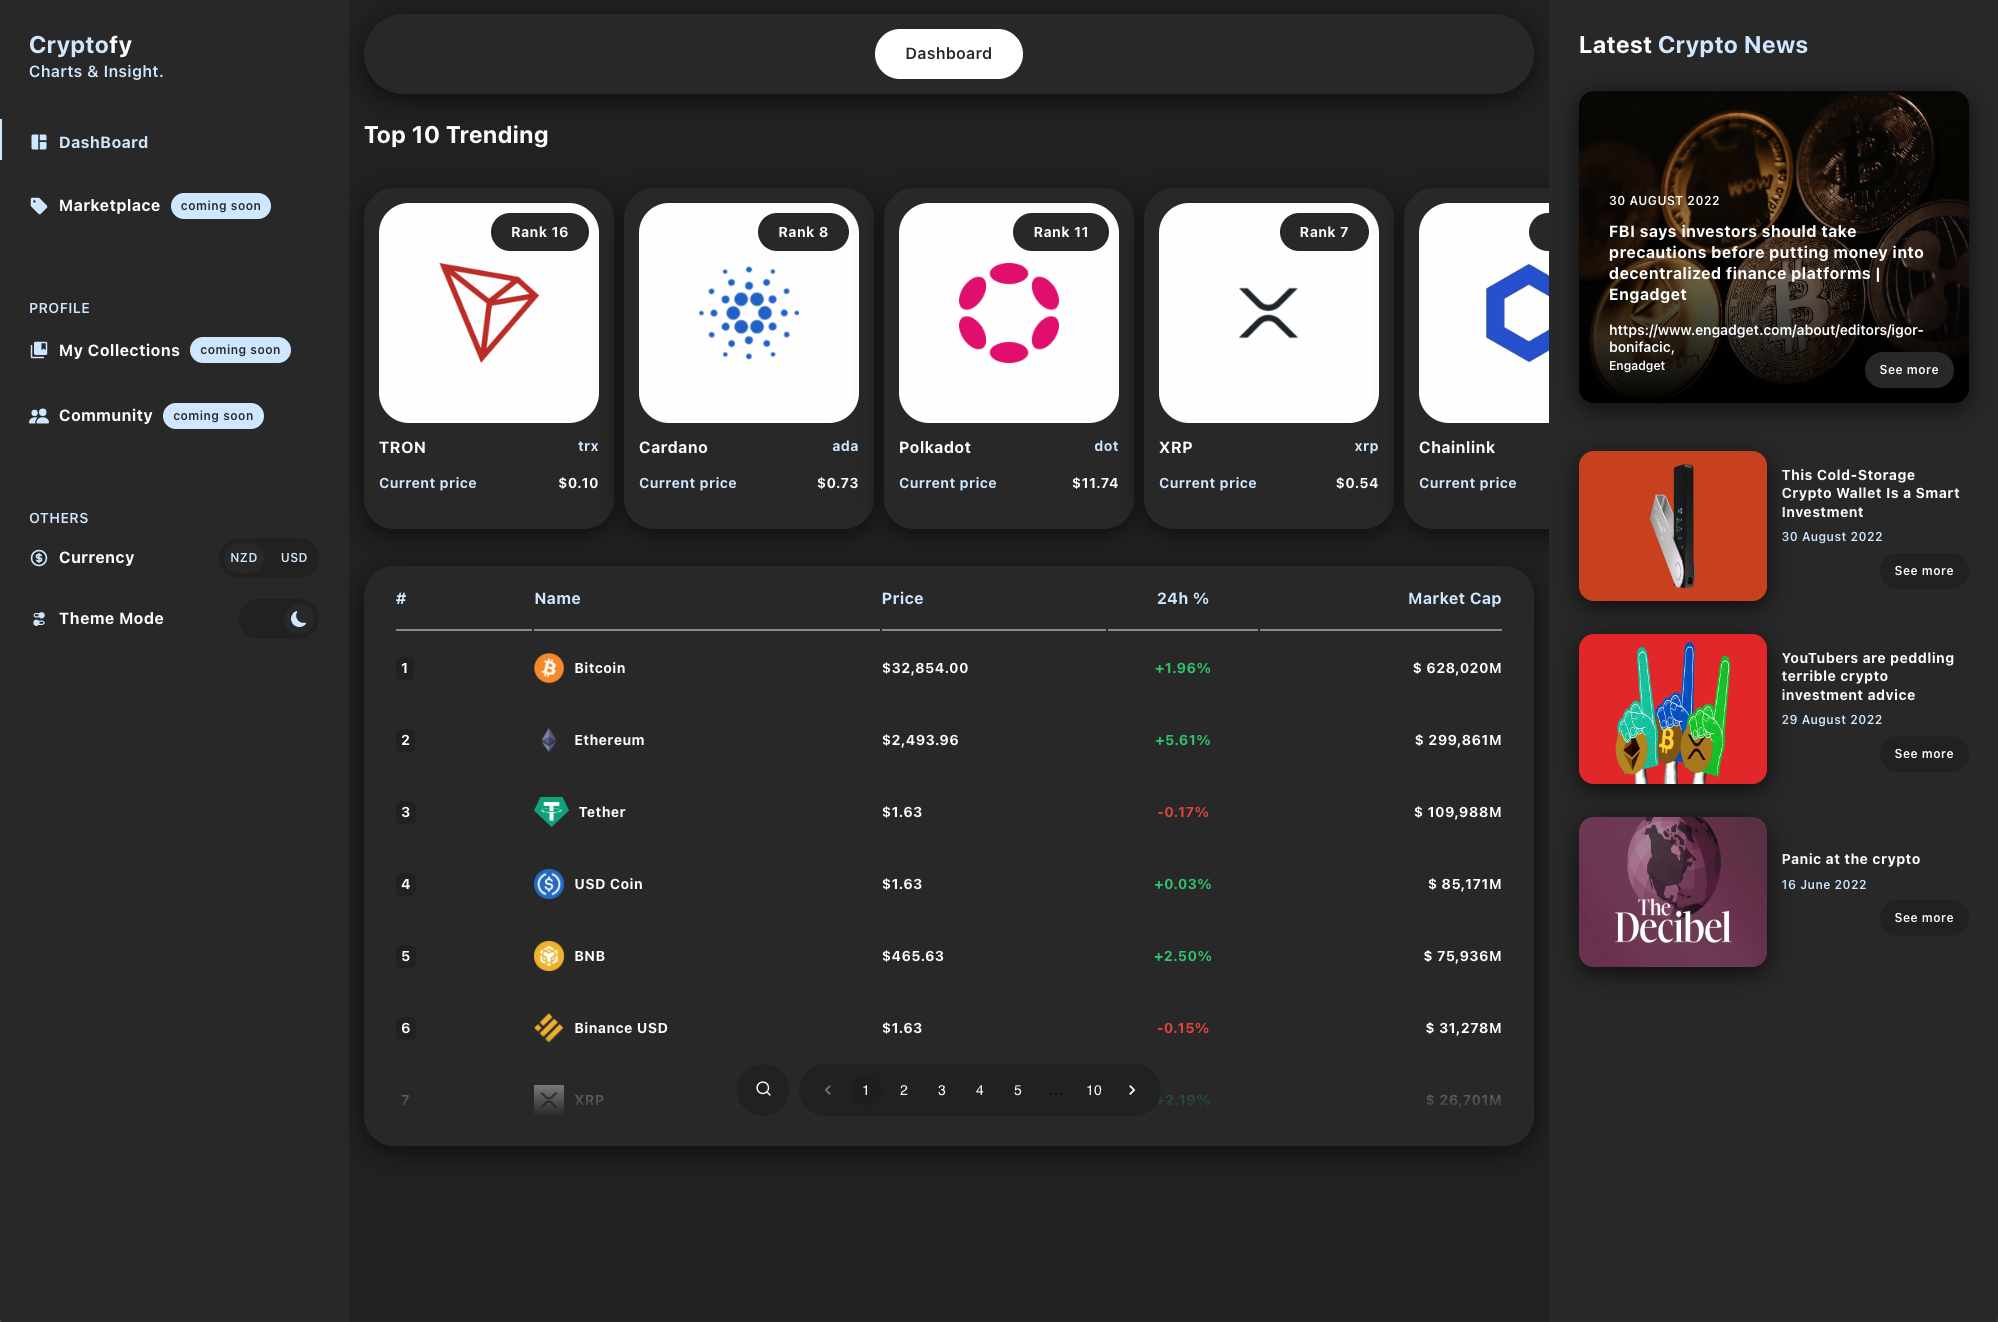 Cryptofy
Charts & Insight.
DashBoard
Marketplace coming soon
PROFILE
My Collections coming soon
Community coming soon
OTHERS
Currency NZD USD
Theme Mode
Dashboard
Top 10 Trending
Rank 16
TRON trx
Current price $0.10
Rank 8
Cardano ada
Current price $0.73
Rank 11
Polkadot dot
Current price $11.74
Rank 7
XRP xrp
Current price $0.54
Chainlink
Current price
# Name Price 24h % Market Cap
1 Bitcoin $32,854.00 +1.96% $ 628,020M
2 Ethereum $2,493.96 +5.61% $ 299,861M
3 Tether $1.63 -0.17% $ 109,988M
4 USD Coin $1.63 +0.03% $ 85,171M
5 BNB $465.63 +2.50% $ 75,936M
6 Binance USD $1.63 -0.15% $ 31,278M
7 XRP +2.19% $ 26,701M
1 2 3 4 5 ... 10
Latest Crypto News
WOW
30 AUGUST 2022
FBI says investors should take
precautions before putting money into
decentralized finance platforms |
Engadget
https://www.engadget.com/about/editors/igor-
bonifacic,
Engadget
See more
This Cold-Storage
Crypto Wallet Is a Smart
Investment
30 August 2022
See more
YouTubers are peddling
terrible crypto
investment advice
29 August 2022
See more
The
Decibel
Panic at the crypto
16 June 2022
See more